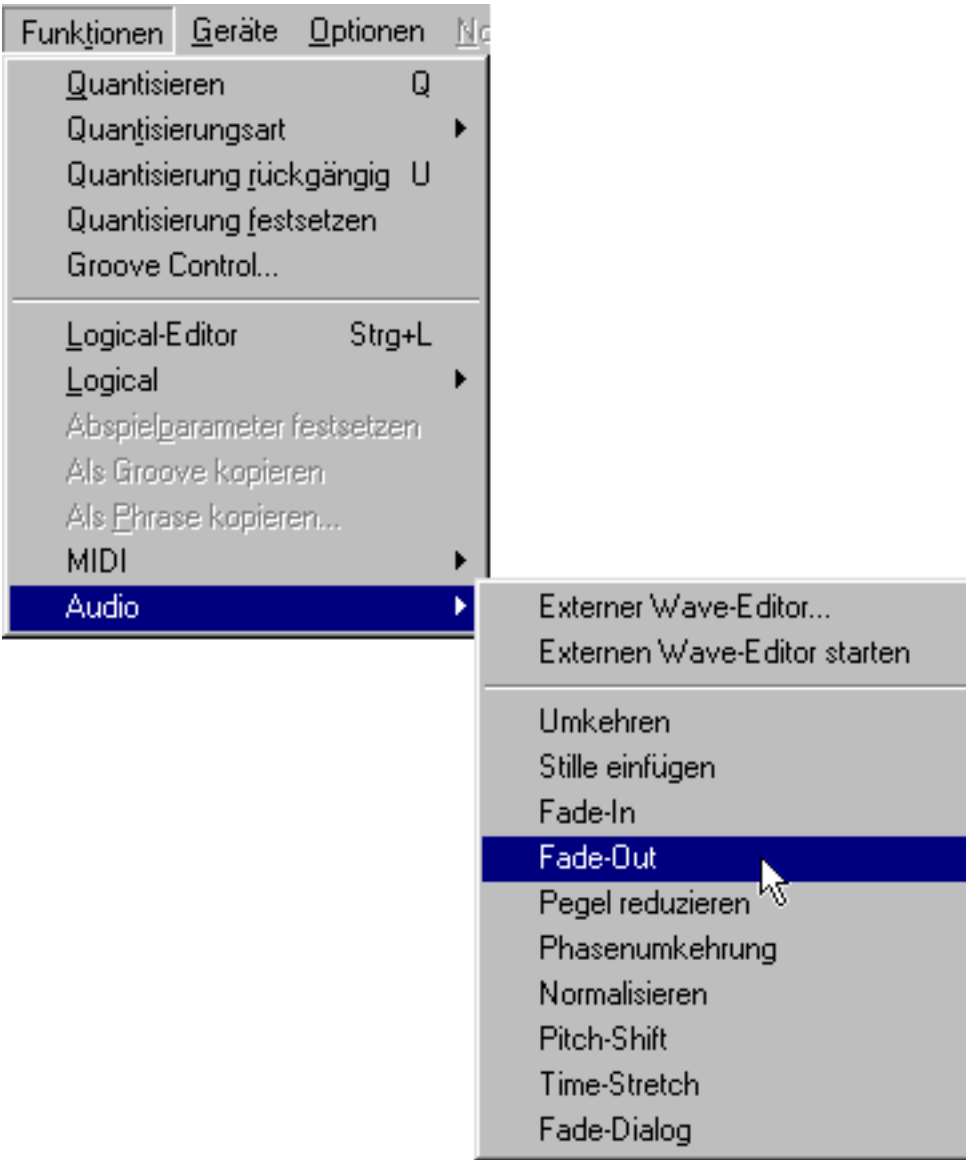 Funktionen Geräte Optionen
Quantisieren Q
Quantisierungsart
Quantisierung rückgängig U
Quantisierung festsetzen
Groove Control...
Logical-Editor Strg+L
Logical
Abspielparameter festsetzen
Als Groove kopieren
Als Phrase kopieren...
MIDI
Audio
Externer Wave-Editor...
Externen Wave-Editor starten
Umkehren
Stille einfügen
Fade-In
Fade-Out
Pegel reduzieren
Phasenumkehrung
Normalisieren
Pitch-Shift
Time-Stretch
Fade-Dialog